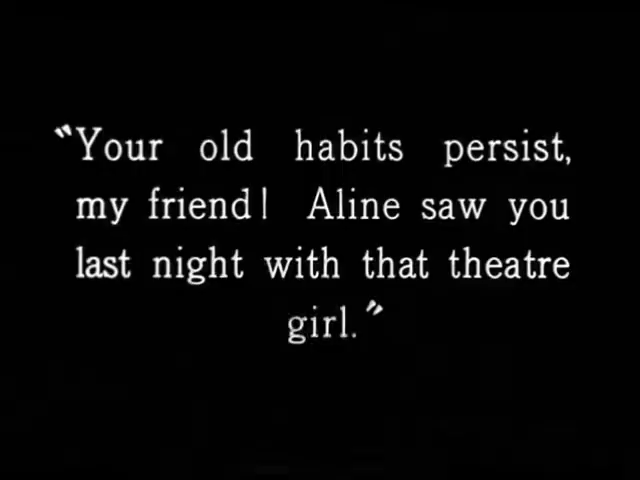 "Your old habits persist,
my friend! Aline saw you
last night with that theatre
girl."